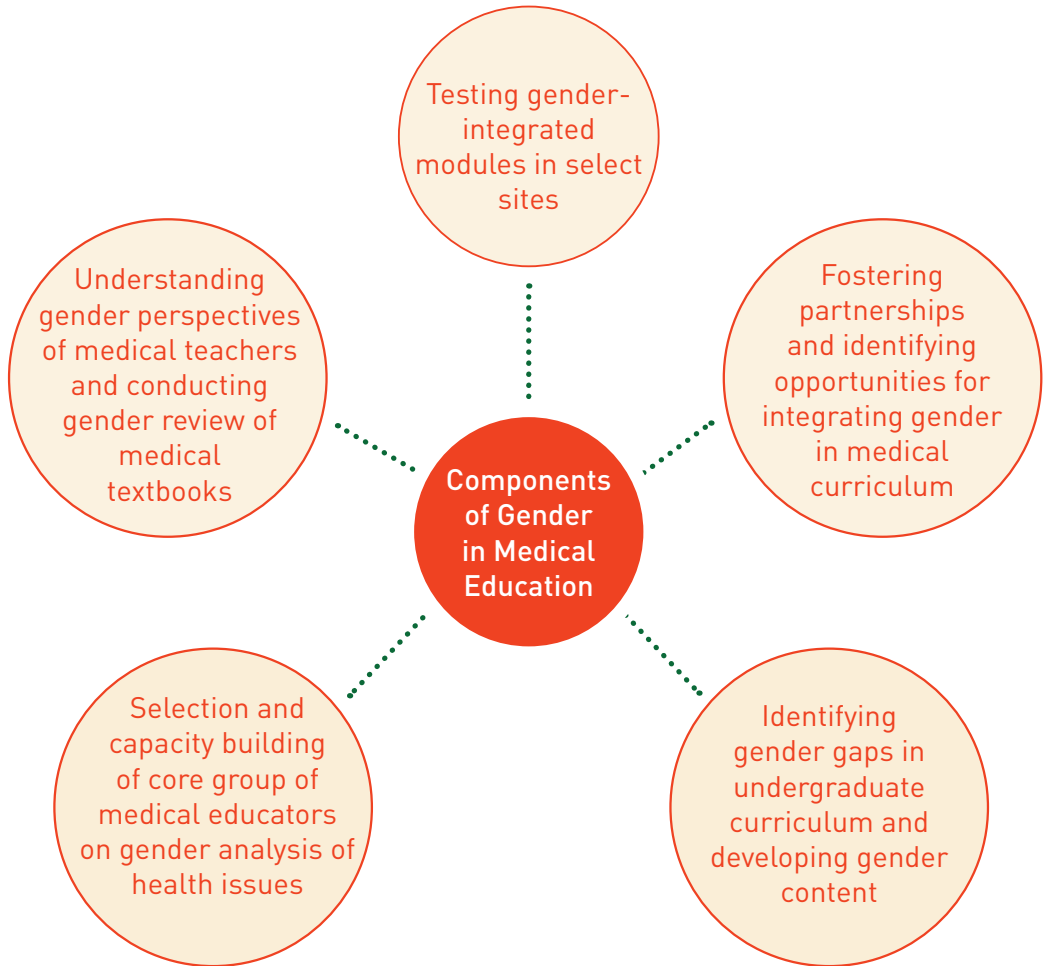 Testing gender-
integrated
modules in select
sites
Understanding
gender perspectives
of medical teachers
and conducting
gender review of
medical
textbooks
Fostering
partnerships
and identifying
opportunities for
integrating gender
in medical
curriculum
Components
of Gender
in Medical
Education
Selection and
capacity building
of core group of
medical educators
on gender analysis of
health issues
Identifying
gender gaps in
undergraduate
curriculum and
developing gender
content